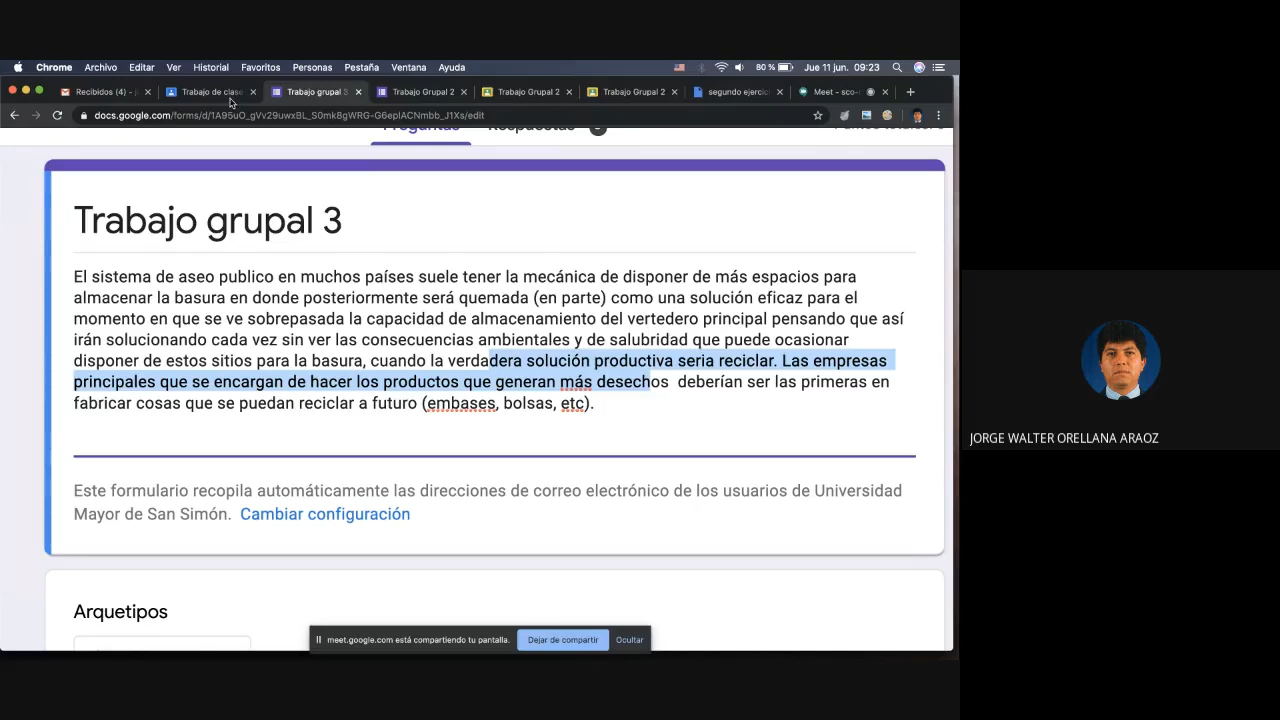 Chrome Archivo Editar Ver Historial Favoritos Personas Pestaña Ventana Ayuda 80 % Jue 11 jun. 09:23
Recibidos (4) - Trabajo de clase Trabajo grupal 3 Trabajo Grupal 2 Trabajo Grupal 2 Trabajo Grupal 2 segundo ejercic Meet - sco-
docs.google.com/forms/d/1A95uO_gVv29uwxBL_S0mk8gWRG-G6eplACNmbb_J1Xs/edit
Preguntas Respuestas
Trabajo grupal 3
El sistema de aseo publico en muchos países suele tener la mecánica de disponer de más espacios para
almacenar la basura en donde posteriormente será quemada (en parte) como una solución eficaz para el
momento en que se ve sobrepasada la capacidad de almacenamiento del vertedero principal pensando que así
irán solucionando cada vez sin ver las consecuencias ambientales y de salubridad que puede ocasionar
disponer de estos sitios para la basura, cuando la verdadera solución productiva seria reciclar. Las empresas
principales que se encargan de hacer los productos que generan más desechos deberían ser las primeras en
fabricar cosas que se puedan reciclar a futuro (embases, bolsas, etc).
Este formulario recopila automáticamente las direcciones de correo electrónico de los usuarios de Universidad
Mayor de San Simón. Cambiar configuración
Arquetipos
meet.google.com está compartiendo tu pantalla. Dejar de compartir Ocultar
JORGE WALTER ORELLANA ARAOZ